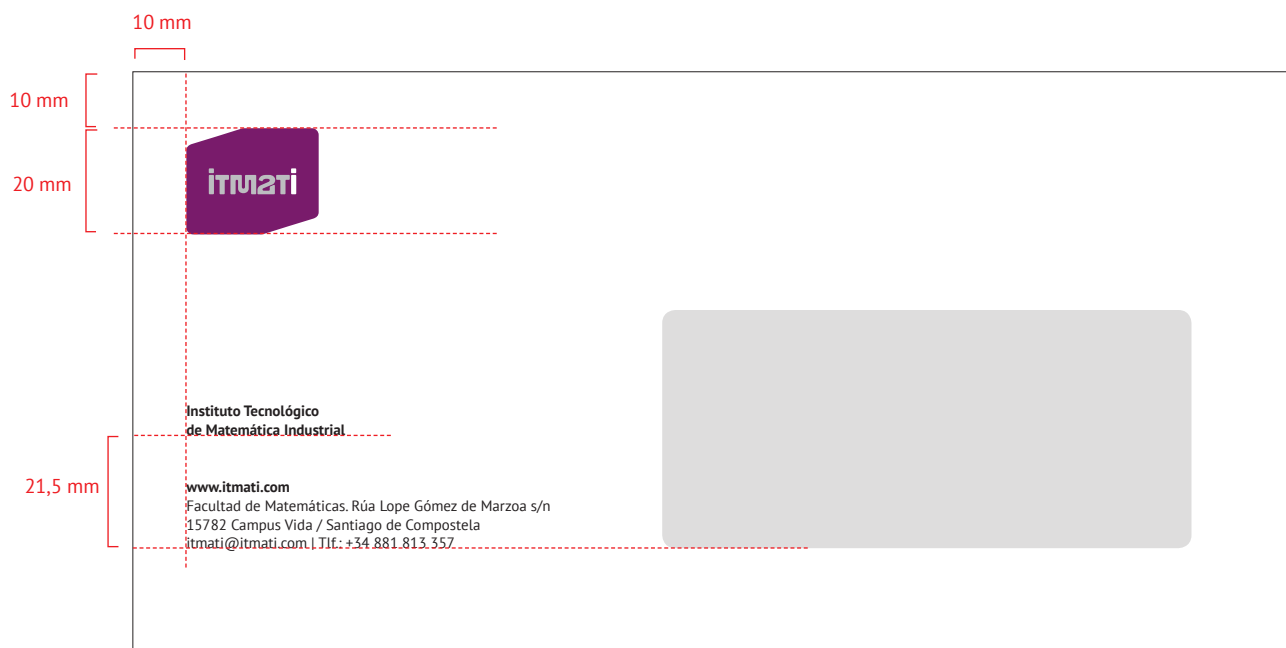 10 mm
10 mm
20 mm
itmati
Instituto Tecnológico
de Matemática Industrial
21,5 mm
www.itmati.com
Facultad de Matemáticas. Rúa Lope Gómez de Marzoa s/n
15782 Campus Vida / Santiago de Compostela
itmati@itmati.com | Tlf.: +34 881 813 357